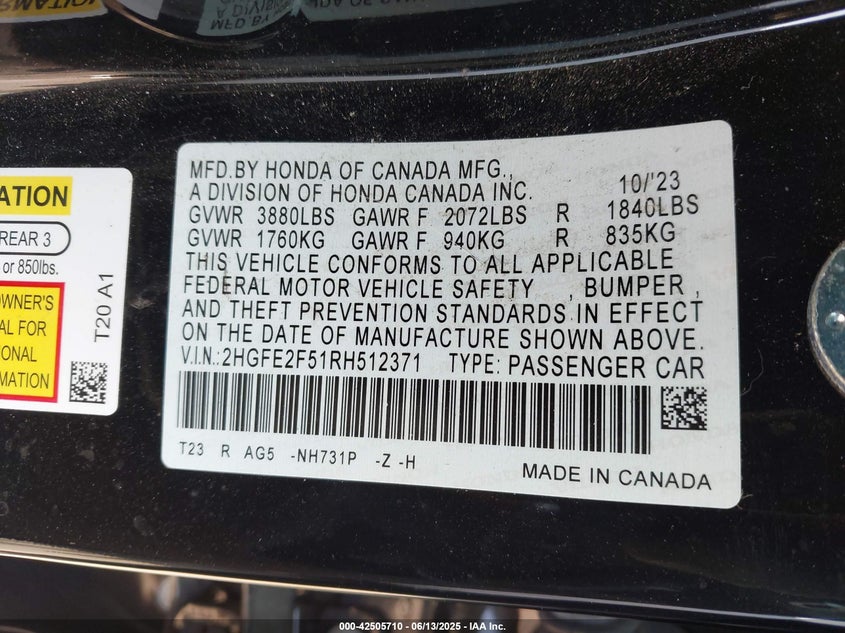 ATION
REAR 3
or 850lbs.
OWNER'S
AL FOR
ONAL
MATION
T20 A1
MFD.BY HONDA OF CANADA MFG.,
A DIVISION OF HONDA CANADA INC. 10/'23
GVWR 3880LBS GAWR F 2072LBS R 1840LBS
GVWR 1760KG GAWR F 940KG R 835KG
THIS VEHICLE CONFORMS TO ALL APPLICABLE
FEDERAL MOTOR VEHICLE SAFETY , BUMPER ,
AND THEFT PREVENTION STANDARDS IN EFFECT
ON THE DATE OF MANUFACTURE SHOWN ABOVE.
V.I.N.:2HGFE2F51RH512371 TYPE: PASSENGER CAR
T23 R AG5 -NH731P -Z -H
MADE IN CANADA
000-42505710 - 06/13/2025 - IAA Inc.